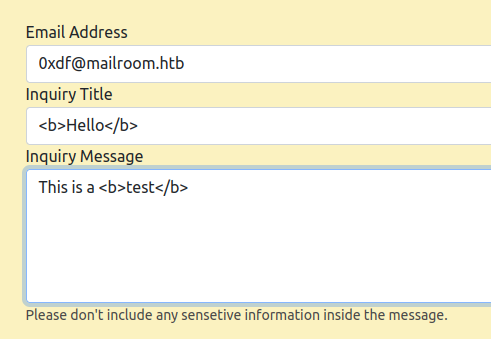 Email Address
0xdf@mailroom.htb
Inquiry Title
<b>Hello</b>
Inquiry Message
This is a <b>test</b>
Please don't include any sensetive information inside the message.